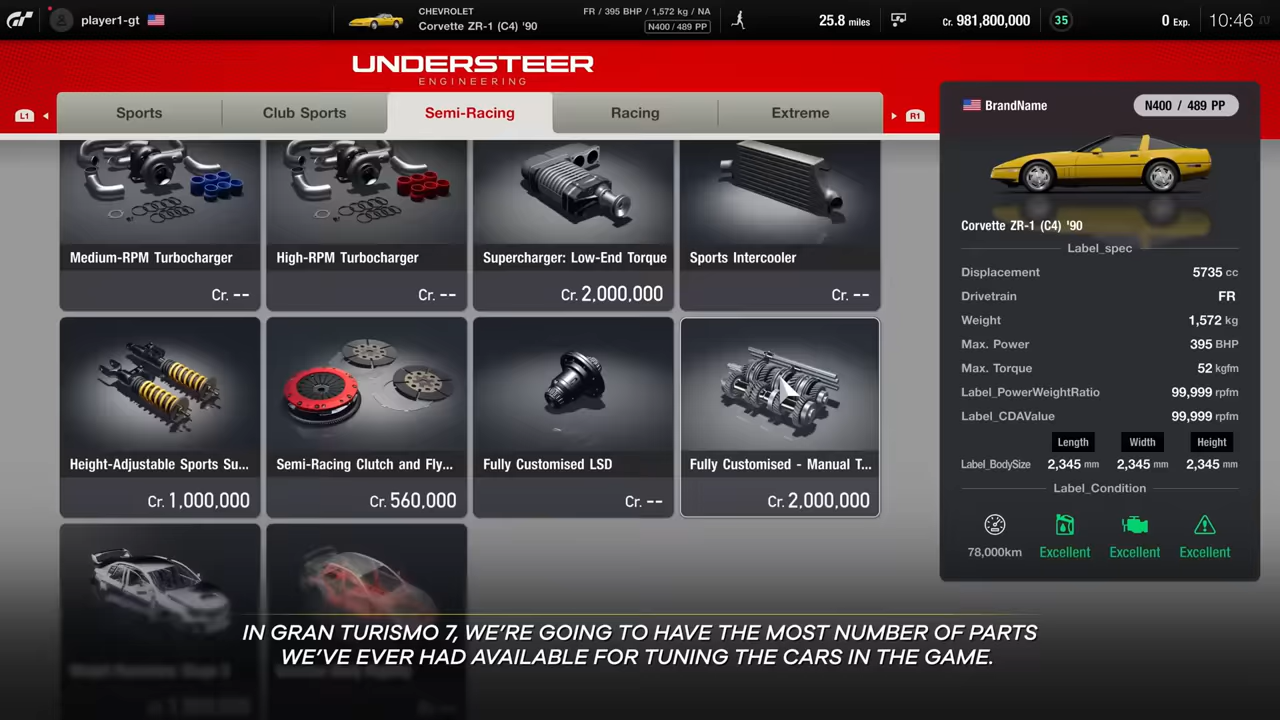 GT
player1-gt
CHEVROLET
Corvette ZR-1 (C4) '90
FR / 395 BHP / 1,572 kg / NA
N400 / 489 PP
25.8 miles
Cr. 981,800,000
35
0 Exp.
10:46
UNDERSTEER
ENGINEERING
L1
Sports
Club Sports
Semi-Racing
Racing
Extreme
R1
Medium-RPM Turbocharger
Cr. --
High-RPM Turbocharger
Cr. --
Supercharger: Low-End Torque
Cr. 2,000,000
Sports Intercooler
Cr. --
Height-Adjustable Sports Su...
Cr. 1,000,000
Semi-Racing Clutch and Fly...
Cr. 560,000
Fully Customised LSD
Cr. --
Fully Customised - Manual T...
Cr. 2,000,000
BrandName
N400 / 489 PP
Corvette ZR-1 (C4) '90
Label_spec
Displacement 5735 cc
Drivetrain FR
Weight 1,572 kg
Max. Power 395 BHP
Max. Torque 52 kgfm
Label_PowerWeightRatio 99,999 rpfm
Label_CDAValue 99,999 rpfm
Length Width Height
Label_BodySize 2,345 mm 2,345 mm 2,345 mm
Label_Condition
78,000km Excellent Excellent Excellent
IN GRAN TURISMO 7, WE'RE GOING TO HAVE THE MOST NUMBER OF PARTS
WE'VE EVER HAD AVAILABLE FOR TUNING THE CARS IN THE GAME.